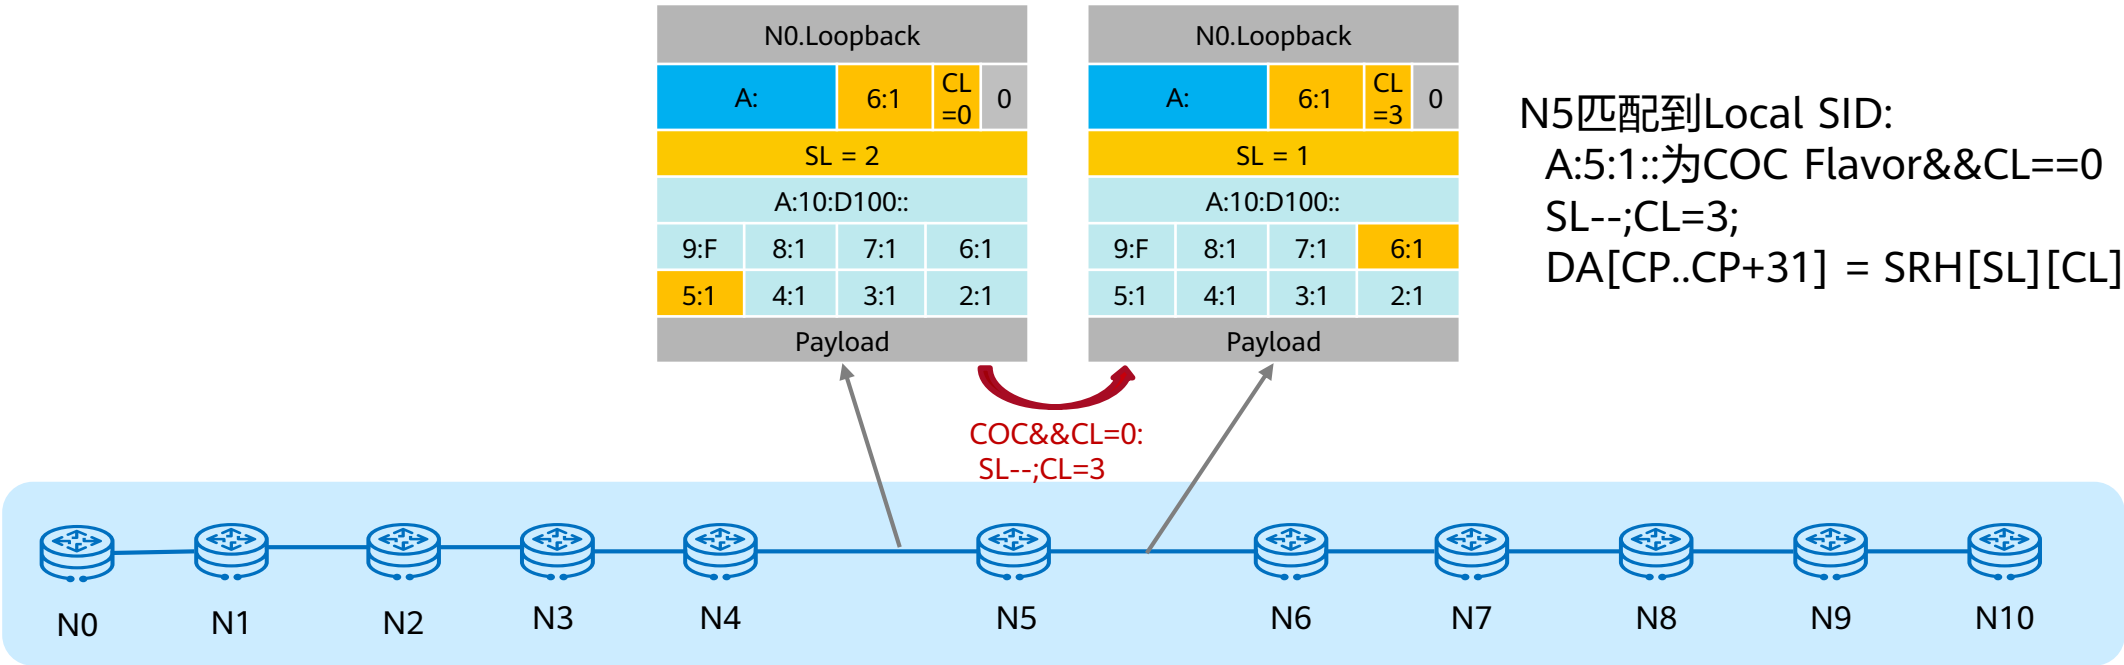 N0.Loopback
A: 6:1 CL=0 0
SL = 2
A:10:D100::
9:F 8:1 7:1 6:1
5:1 4:1 3:1 2:1
Payload
N0.Loopback
A: 6:1 CL=3 0
SL = 1
A:10:D100::
9:F 8:1 7:1 6:1
5:1 4:1 3:1 2:1
Payload
N5匹配到Local SID:
A:5:1::为COC Flavor&&CL==0
SL--;CL=3;
DA[CP..CP+31] = SRH[SL][CL]
COC&&CL=0:
SL--;CL=3
N0 N1 N2 N3 N4 N5 N6 N7 N8 N9 N10